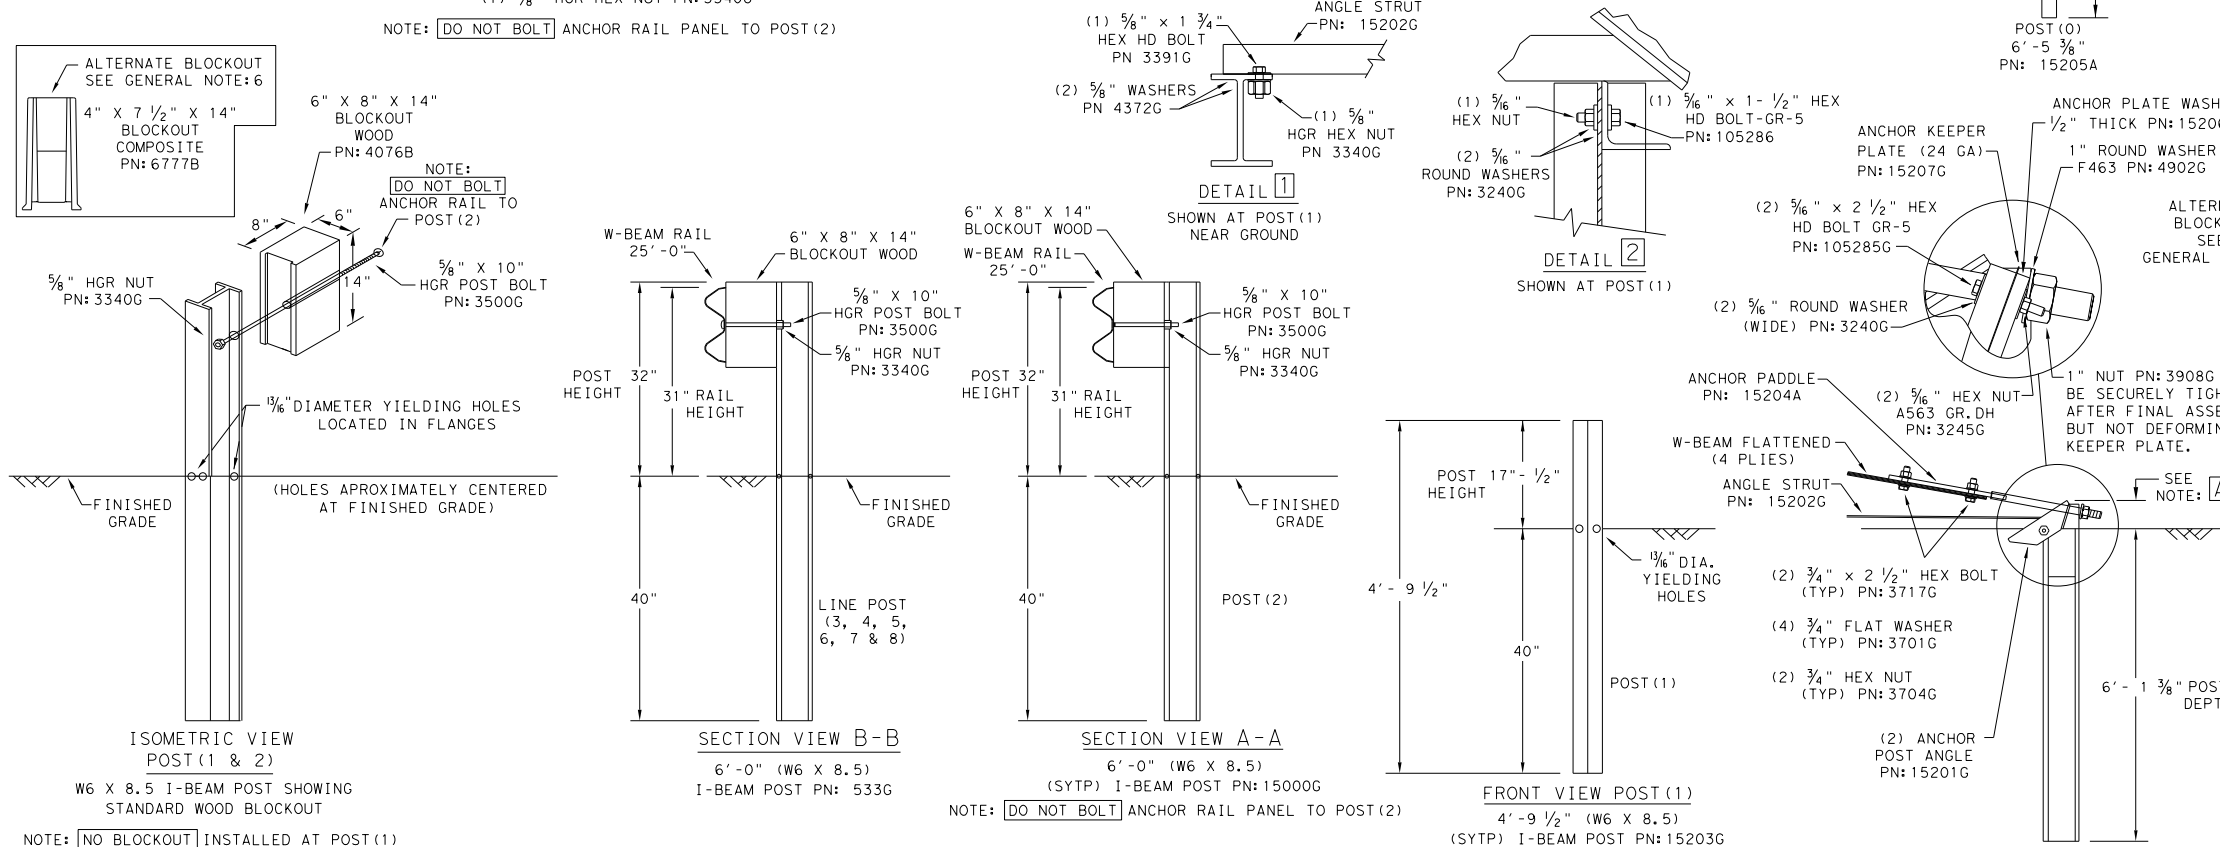 NOTE: DO NOT BOLT ANCHOR RAIL PANEL TO POST(2)
ALTERNATE BLOCKOUT
SEE GENERAL NOTE:6
4" X 7 ½" X 14"
BLOCKOUT
COMPOSITE
PN:6777B
6" X 8" X 14"
BLOCKOUT
WOOD
PN:4076B
NOTE:
DO NOT BOLT
ANCHOR RAIL TO
POST(2)
8"
6"
14"
⅝" HGR NUT
PN:3340G
⅝" X 10"
HGR POST BOLT
PN:3500G
13/16" DIAMETER YIELDING HOLES
LOCATED IN FLANGES
FINISHED
GRADE
(HOLES APROXIMATELY CENTERED
AT FINISHED GRADE)
ISOMETRIC VIEW
POST(1 & 2)
W6 X 8.5 I-BEAM POST SHOWING
STANDARD WOOD BLOCKOUT
NOTE: NO BLOCKOUT INSTALLED AT POST(1)
W-BEAM RAIL
25'-0"
6" X 8" X 14"
BLOCKOUT WOOD
⅝" X 10"
HGR POST BOLT
PN:3500G
⅝" HGR NUT
PN:3340G
POST 32"
HEIGHT
31" RAIL
HEIGHT
FINISHED
GRADE
40"
LINE POST
(3, 4, 5,
6, 7 & 8)
SECTION VIEW B-B
6'-0" (W6 X 8.5)
I-BEAM POST PN: 533G
6" X 8" X 14"
BLOCKOUT WOOD
W-BEAM RAIL
25'-0"
⅝" X 10"
HGR POST BOLT
PN:3500G
⅝" HGR NUT
PN:3340G
POST 32"
HEIGHT
31" RAIL
HEIGHT
FINISHED
GRADE
40"
POST(2)
SECTION VIEW A-A
6'-0" (W6 X 8.5)
(SYTP) I-BEAM POST PN:15000G
NOTE: DO NOT BOLT ANCHOR RAIL PANEL TO POST(2)
ANGLE STRUT
PN: 15202G
(1) ⅝" x 1 ¾"
HEX HD BOLT
PN 3391G
(2) ⅝" WASHERS
PN 4372G
(1) ⅝"
HGR HEX NUT
PN 3340G
DETAIL 1
SHOWN AT POST(1)
NEAR GROUND
(1) 5/16"
HEX NUT
(1) 5/16" x 1-½" HEX
HD BOLT-GR-5
PN:105286
(2) 5/16"
ROUND WASHERS
PN:3240G
DETAIL 2
SHOWN AT POST(1)
POST 17"-½"
HEIGHT
4'-9 ½"
40"
13/16" DIA.
YIELDING
HOLES
POST(1)
FRONT VIEW POST(1)
4'-9 ½" (W6 X 8.5)
(SYTP) I-BEAM POST PN:15203G
POST(0)
6'-5 ⅜"
PN: 15205A
ANCHOR PLATE
½" THICK
ANCHOR KEEPER
PLATE (24 GA)
PN:15207G
1" ROUND WASHER
F463 PN:4902G
(2) 5/16" x 2 ½" HEX
HD BOLT GR-5
PN:105285G
(2) 5/16" ROUND WASHER
(WIDE) PN:3240G
SEE
GENERAL
ANCHOR PADDLE
PN: 15204A
(2) 5/16" HEX NUT
A563 GR.DH
PN:3245G
1" NUT PN:3908G
BE SECURELY
AFTER FINAL
BUT NOT
KEEPER PLATE.
W-BEAM FLATTENED
(4 PLIES)
ANGLE STRUT
PN: 15202G
SEE
NOTE: A
(2) ¾" x 2 ½" HEX BOLT
(TYP) PN:3717G
(4) ¾" FLAT WASHER
(TYP) PN:3701G
(2) ¾" HEX NUT
(TYP) PN:3704G
6'- 1 ⅜" POST
(2) ANCHOR
POST ANGLE
PN:15201G